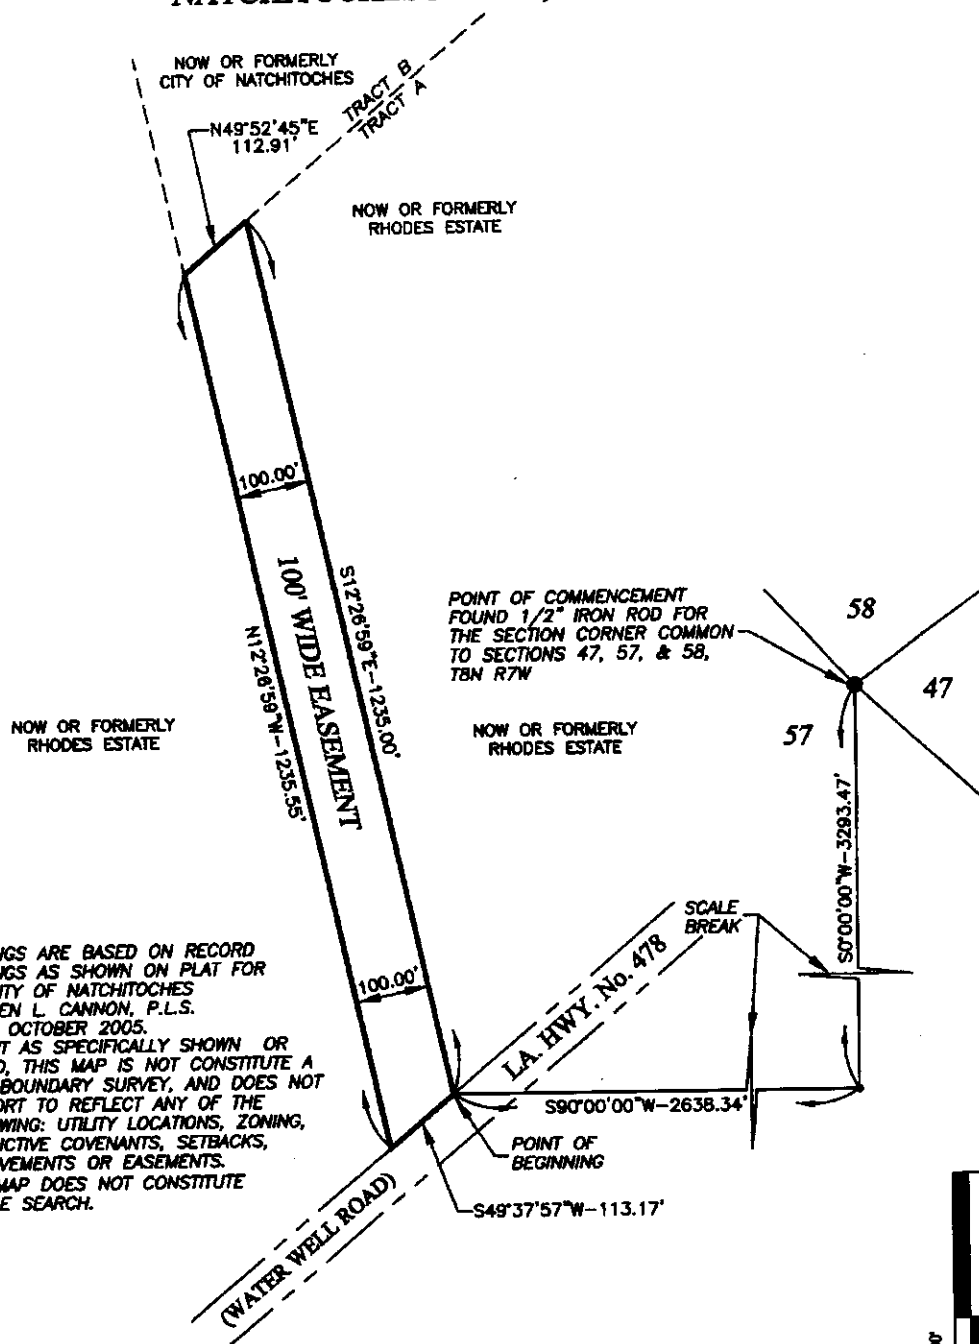 NOW OR FORMERLY
CITY OF NATCHITOCHES
N49°52'45"E
112.91'
TRACT B
TRACT A
NOW OR FORMERLY
RHODES ESTATE
100.00'
100' WIDE EASEMENT
S12°26'59"E-1235.00'
N12°26'59"W-1235.55'
POINT OF COMMENCEMENT
FOUND 1/2" IRON ROD FOR
THE SECTION CORNER COMMON
TO SECTIONS 47, 57, & 58,
T8N R7W
58
47
57
NOW OR FORMERLY
RHODES ESTATE
NOW OR FORMERLY
RHODES ESTATE
S0°00'00"W-3293.47'
SCALE
BREAK
LA. HWY. No. 478
100.00'
S90°00'00"W-2638.34'
POINT OF
BEGINNING
S49°37'57"W-113.17'
(WATER WELL ROAD)
NGS ARE BASED ON RECORD
NGS AS SHOWN ON PLAT FOR
ITY OF NATCHITOCHES
EN L. CANNON, P.L.S.
OCTOBER 2005.
T AS SPECIFICALLY SHOWN OR
D, THIS MAP IS NOT CONSTITUTE A
BOUNDARY SURVEY, AND DOES NOT
ORT TO REFLECT ANY OF THE
WING: UTILITY LOCATIONS, ZONING,
ICTIVE COVENANTS, SETBACKS,
VEMENTS OR EASEMENTS.
MAP DOES NOT CONSTITUTE
E SEARCH.